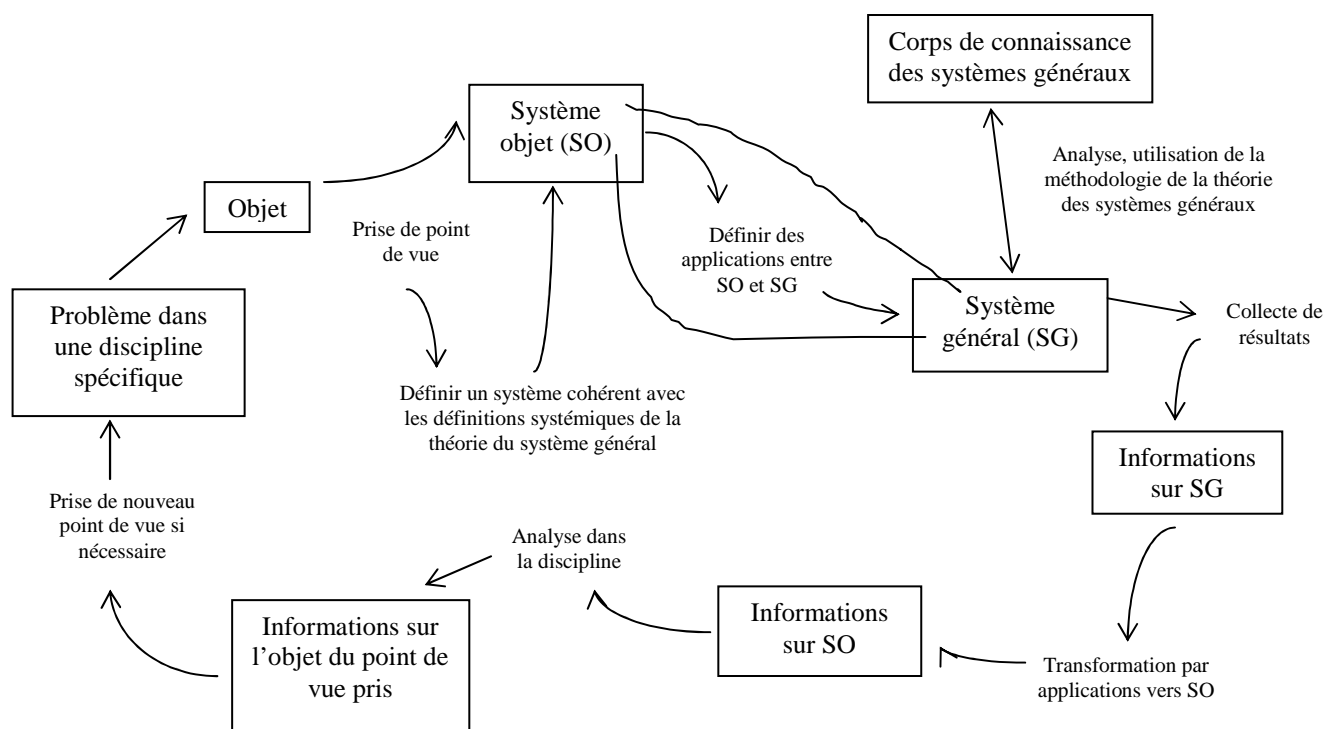 Corps de connaissance
des systèmes généraux
Système
objet (SO)
Analyse, utilisation de la
méthodologie de la théorie
des systèmes généraux
Objet
Prise de point
de vue
Définir des
applications entre
SO et SG
Problème dans
une discipline
spécifique
Système
général (SG)
Collecte de
résultats
Définir un système cohérent avec
les définitions systémiques de la
théorie du système général
Informations
sur SG
Prise de nouveau
point de vue si
nécessaire
Analyse dans
la discipline
Informations
sur SO
Informations sur
l’objet du point de
vue pris
Transformation par
applications vers SO